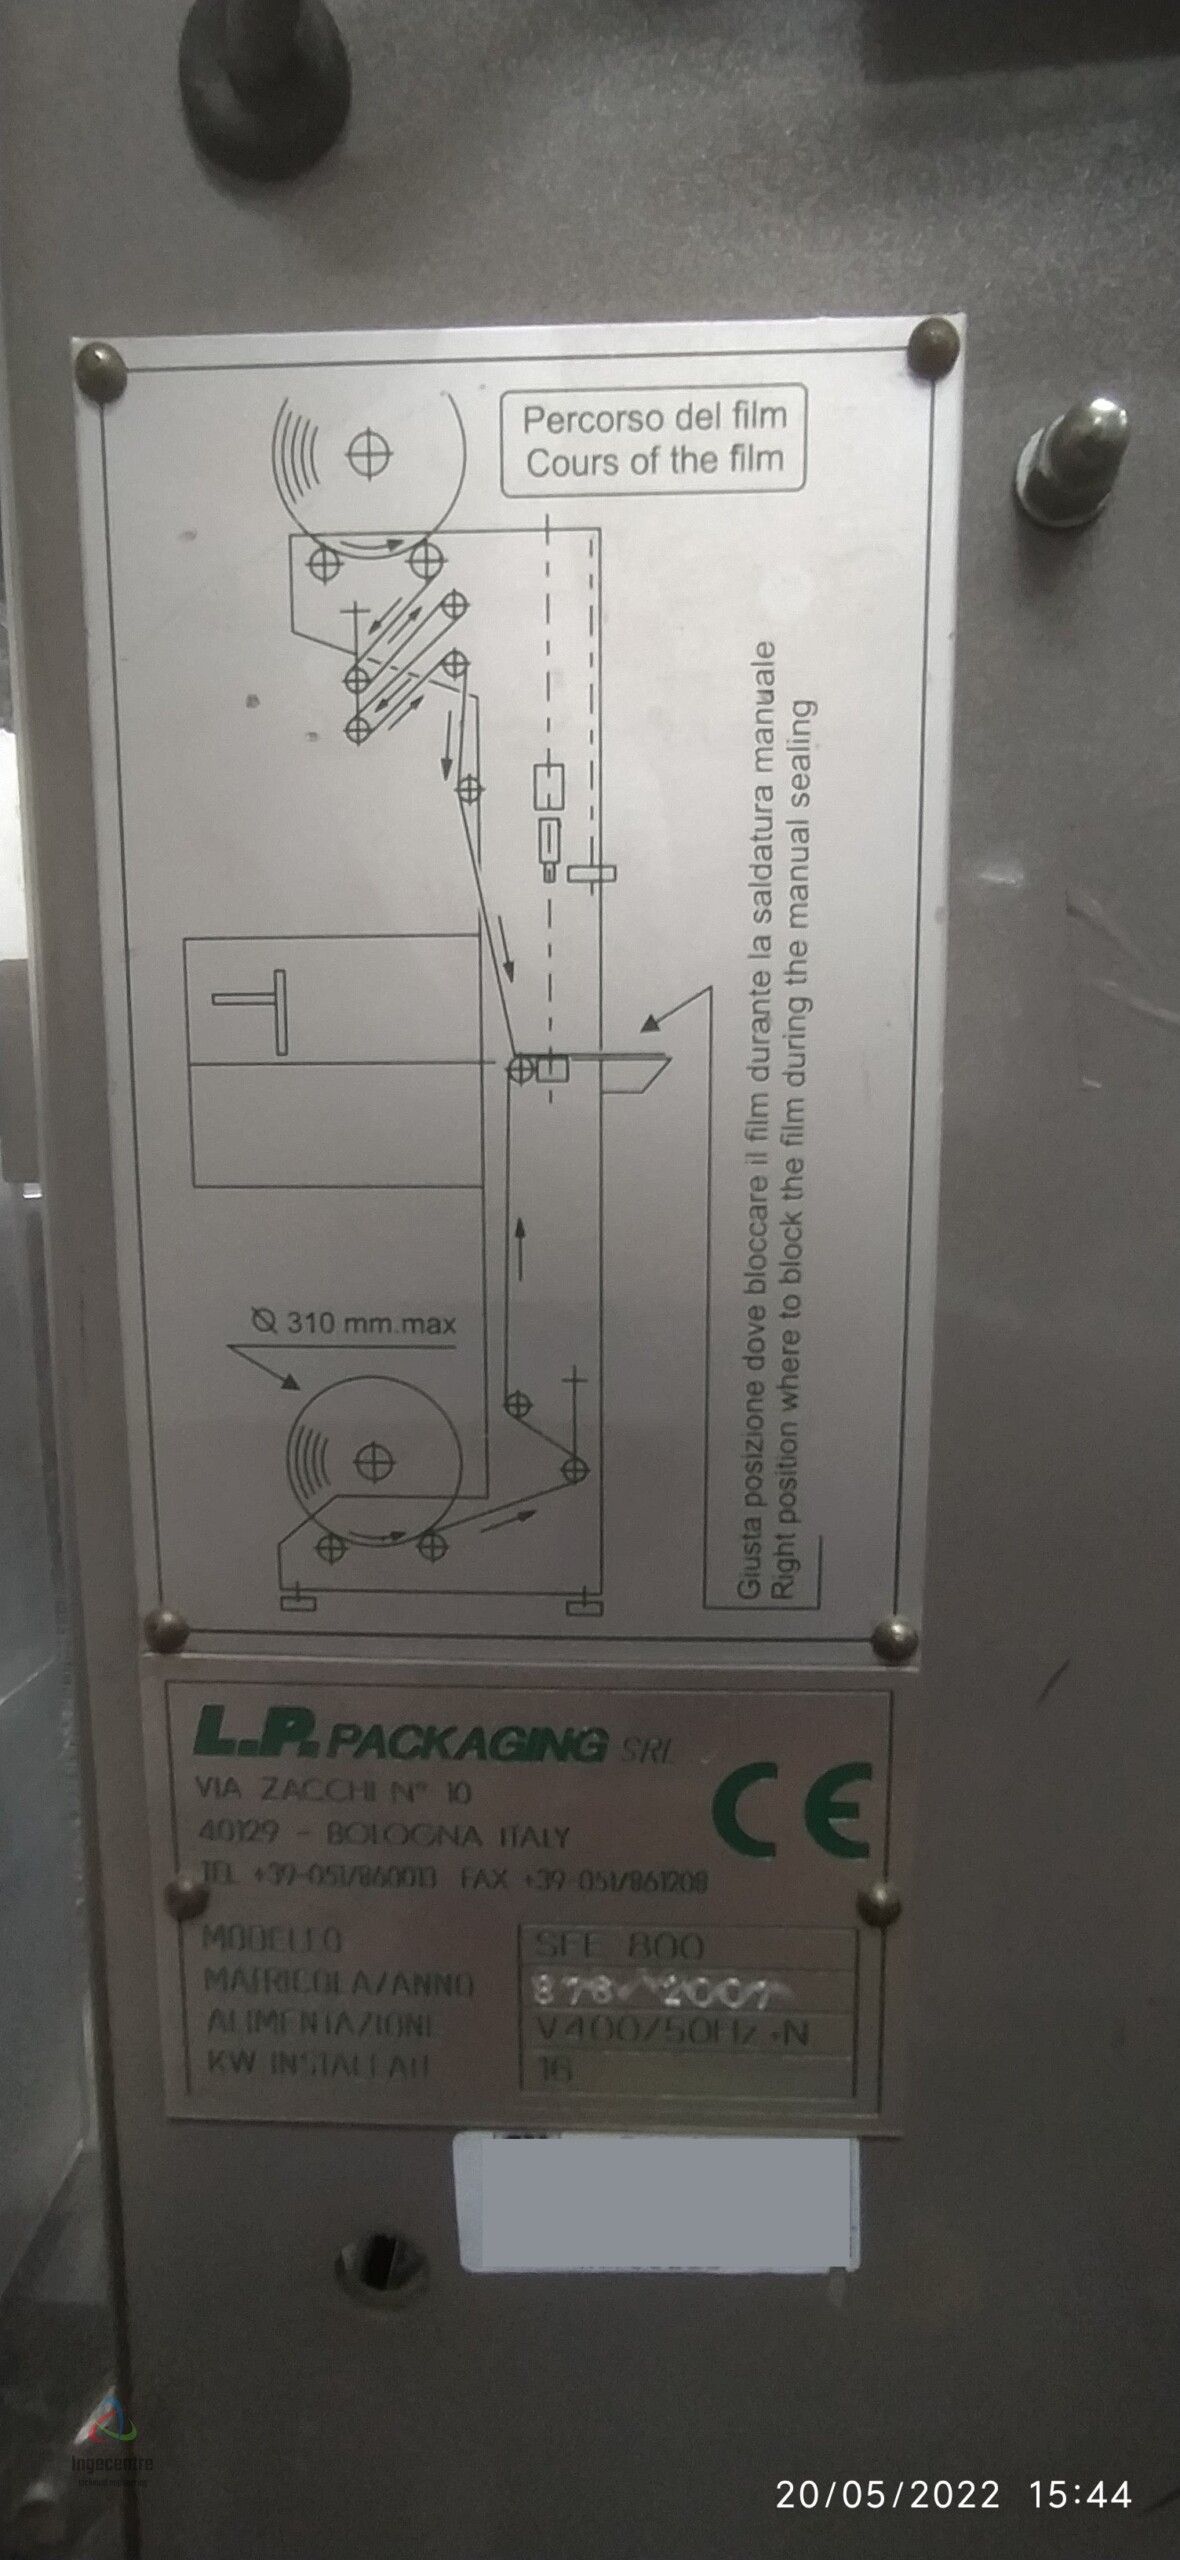 Percorso del film
Cours of the film
Giusta posizione dove bloccare il film durante la saldatura manuale
Right position where to block the film during the manual sealing
Ø 310 mm.max
L.P. PACKAGING SRL
VIA ZACCHI N° 10
40129 - BOLOGNA ITALY
TEL +39-051/860013 FAX +39 051/861208
CE
MODELLO SFE 800
MATRICOLA/ANNO 878/2001
ALIMENTAZIONE V400/50Hz+N
KW INSTALLATI 16
Ingecentre
20/05/2022 15:44